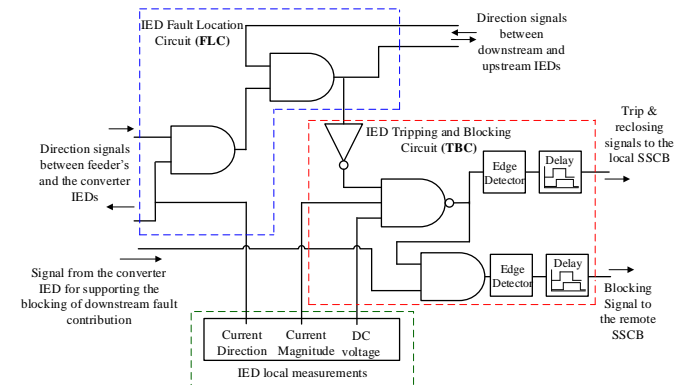 IED Fault Location
Circuit (FLC)
Direction signals
between
downstream and
upstream IEDs
Trip &
reclosing
signals to the
local SSCB
IED Tripping and Blocking
Circuit (TBC)
Direction signals
between feeder's
and the converter
IEDs
Edge
Detector
Delay
Signal from the converter
IED for supporting the
blocking of downstream fault
contribution
Edge
Detector
Delay
Blocking
Signal to
the remote
SSCB
Current
Direction
Current
Magnitude
DC
voltage
IED local measurements